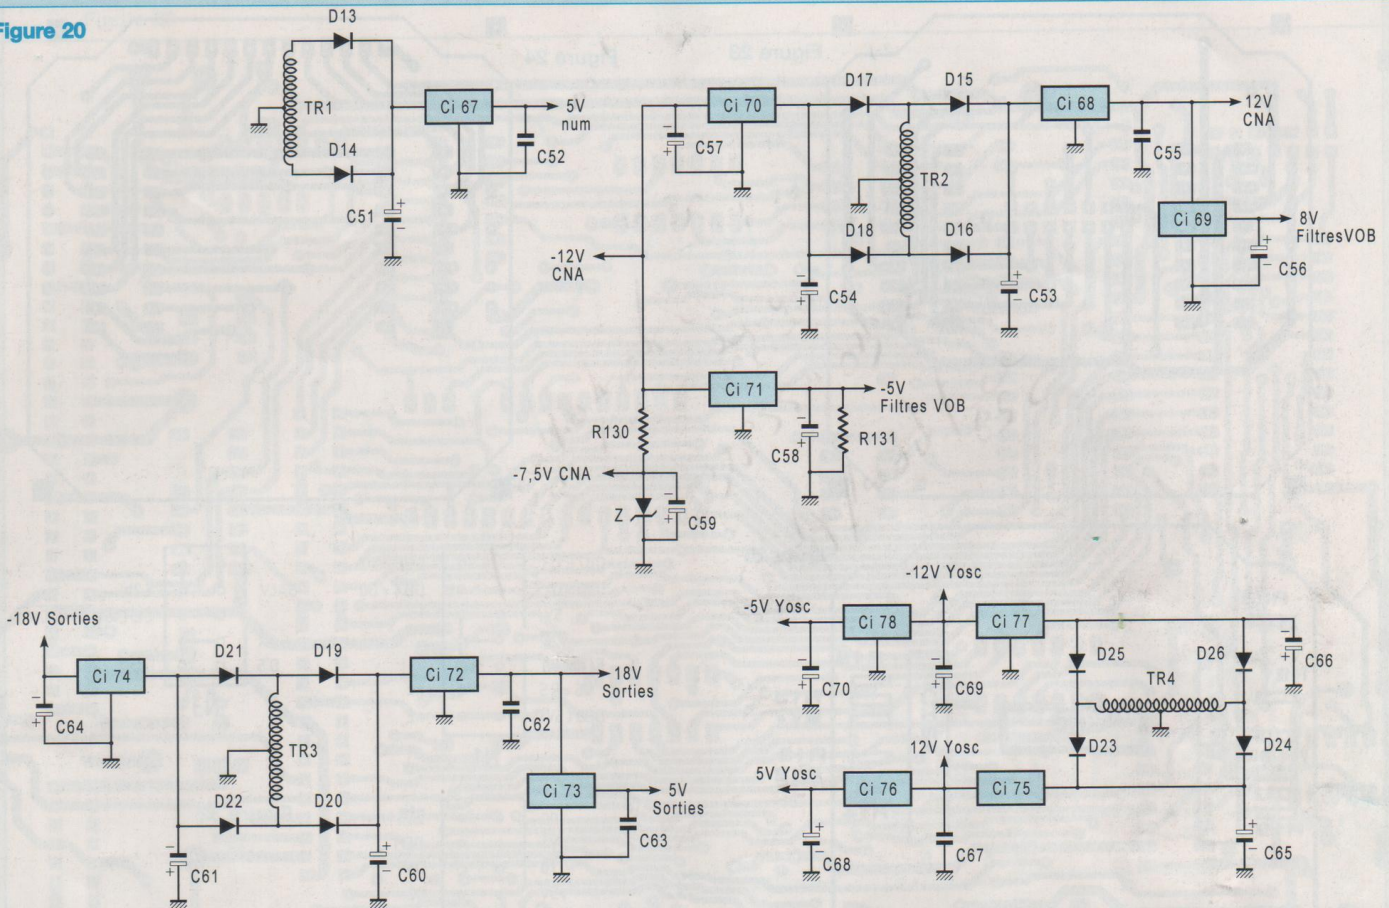 Figure 20
D13
TR1
D14
C51
Ci 67
5V
num
C52
C57
Ci 70
D17
D15
TR2
D18
D16
C54
C53
Ci 68
12V
CNA
C55
Ci 69
8V
FiltresVOB
C56
-12V
CNA
Ci 71
-5V
Filtres VOB
R130
C58
R131
-7,5V CNA
Z
C59
-18V Sorties
Ci 74
C64
D21
D19
TR3
D22
D20
C61
C60
Ci 72
18V
Sorties
C62
Ci 73
5V
Sorties
C63
-12V Yosc
-5V Yosc
Ci 78
Ci 77
C70
C69
D25
D26
TR4
C66
D23
D24
12V Yosc
5V Yosc
Ci 76
Ci 75
C68
C67
C65